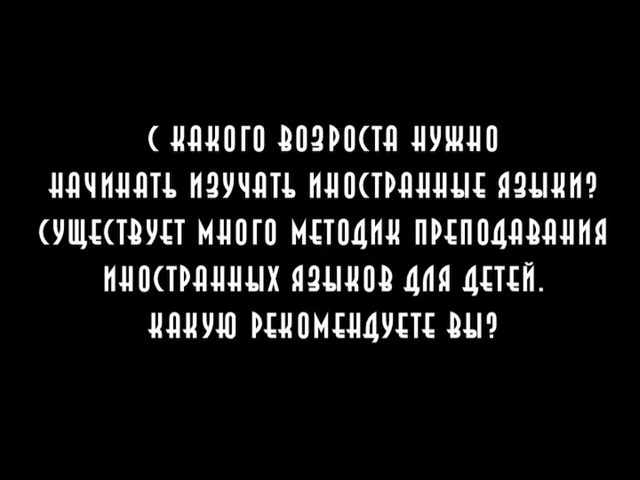 С КАКОГО ВОЗРОСТА НУЖНО
НАЧИНАТЬ ИЗУЧАТЬ ИНОСТРАННЫЕ ЯЗЫКИ?
СУЩЕСТВУЕТ МНОГО МЕТОДИК ПРЕПОДАВАНИЯ
ИНОСТРАННЫХ ЯЗЫКОВ ДЛЯ ДЕТЕЙ.
КАКУЮ РЕКОМЕНДУЕТЕ ВЫ?